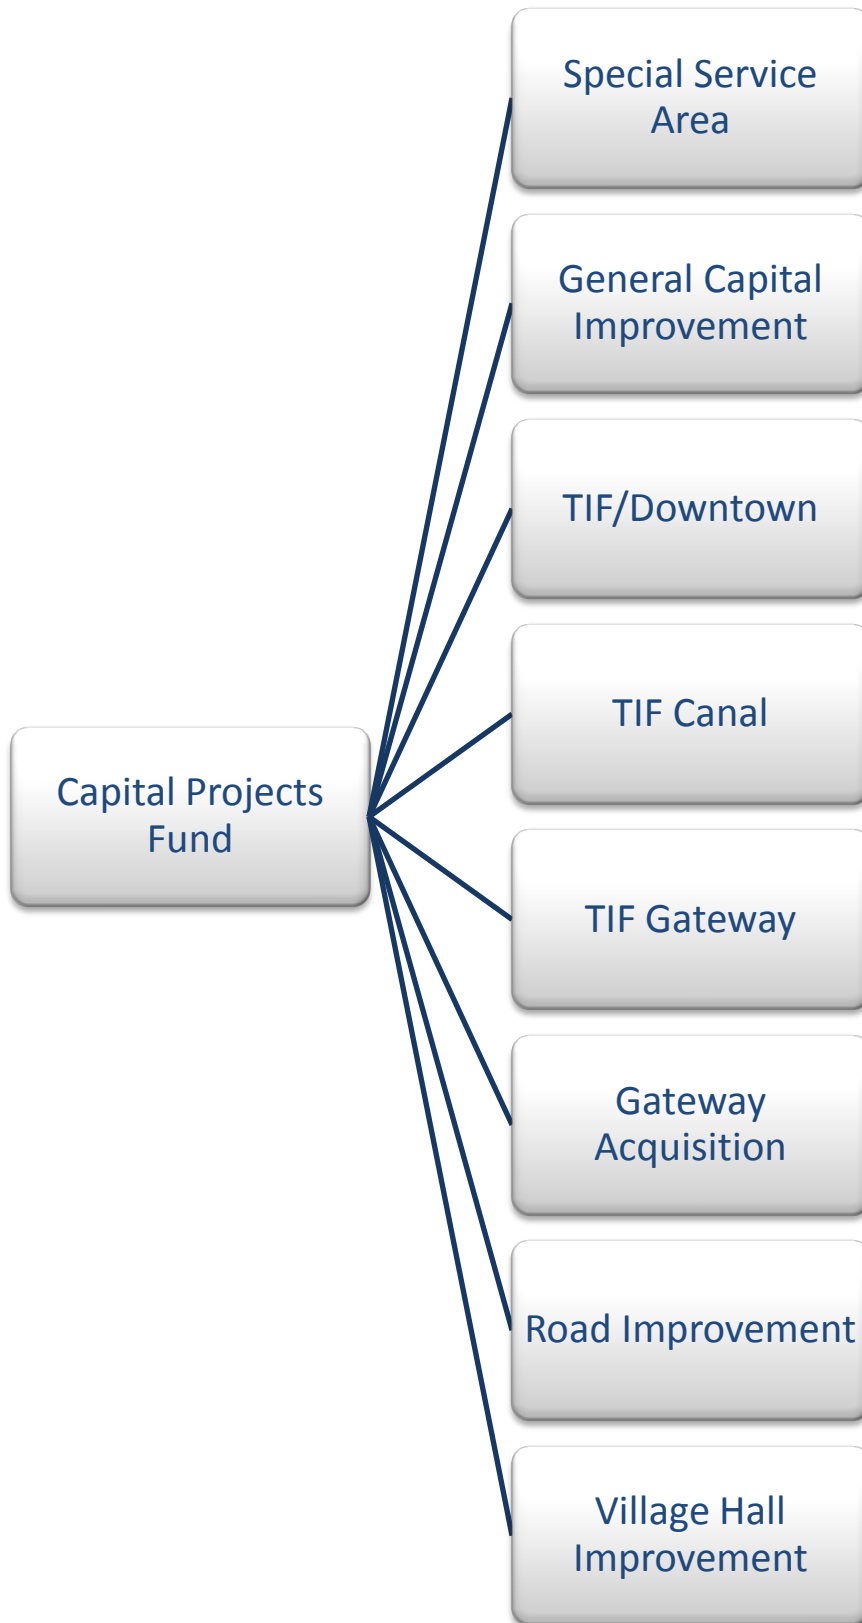 Special Service
Area
General Capital
Improvement
TIF/Downtown
TIF Canal
Capital Projects
Fund
TIF Gateway
Gateway
Acquisition
Road Improvement
Village Hall
Improvement